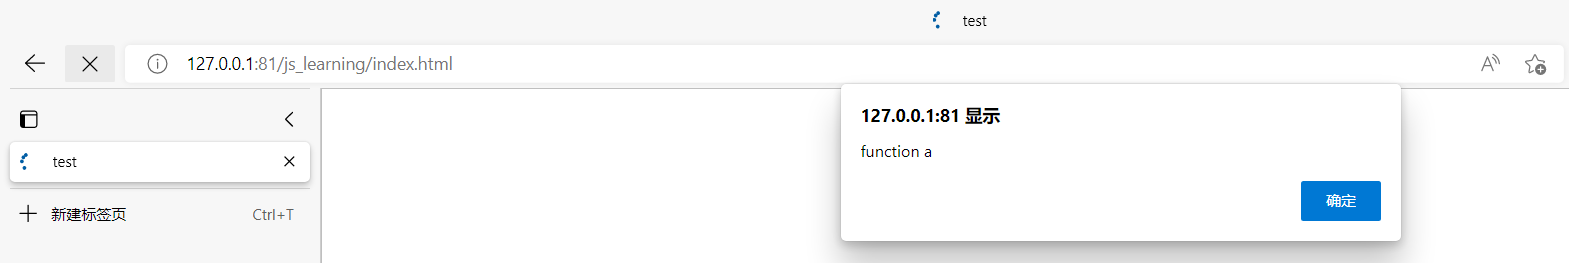 test
127.0.0.1:81/js_learning/index.html
127.0.0.1:81 显示
function a
确定
test
新建标签页 Ctrl+T